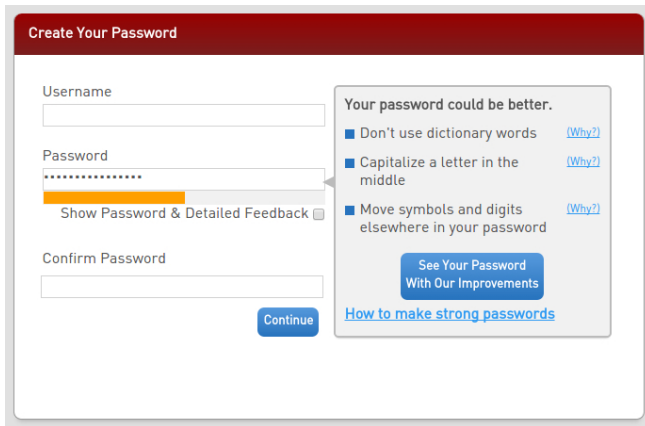 Create Your Password
Username
Password
••••••••••••••••
Show Password & Detailed Feedback
Confirm Password
Continue
Your password could be better.
Don't use dictionary words (Why?)
Capitalize a letter in the (Why?)
middle
Move symbols and digits (Why?)
elsewhere in your password
See Your Password
With Our Improvements
How to make strong passwords